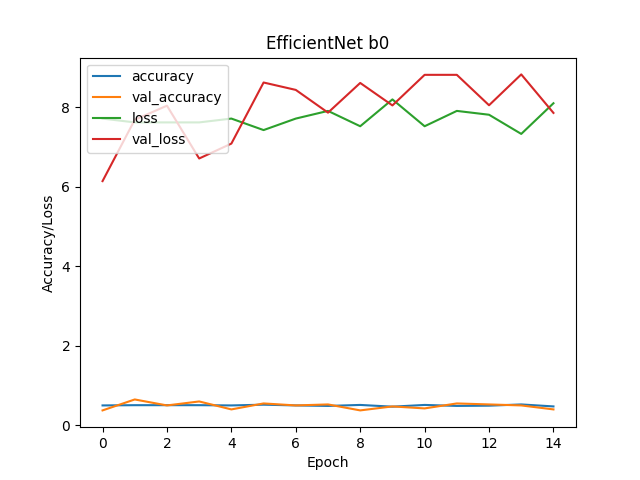 EfficientNet b0
accuracy
val_accuracy
loss
val_loss
8
6
4
2
0
Accuracy/Loss
0 2 4 6 8 10 12 14
Epoch